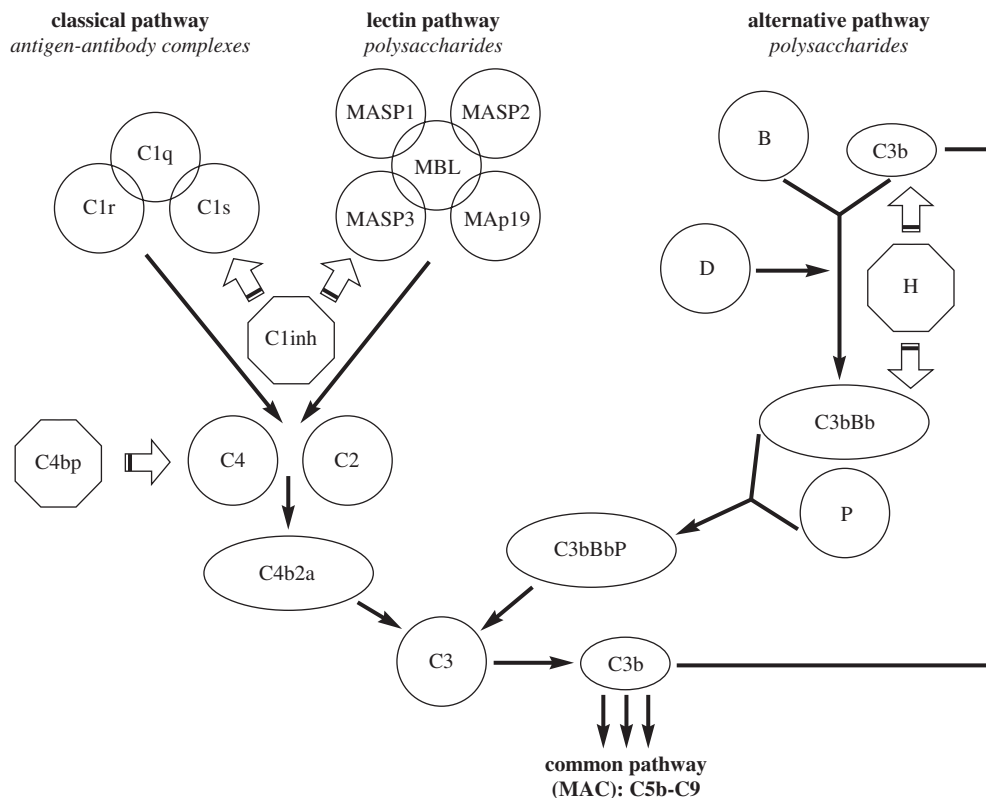 classical pathway
antigen-antibody complexes
lectin pathway
polysaccharides
alternative pathway
polysaccharides
MASP1
MASP2
MBL
MASP3
MAp19
C1q
C1r
C1s
B
C3b
D
H
C1inh
C3bBb
C4bp
C4
C2
P
C3bBbP
C4b2a
C3
C3b
common pathway
(MAC): C5b-C9